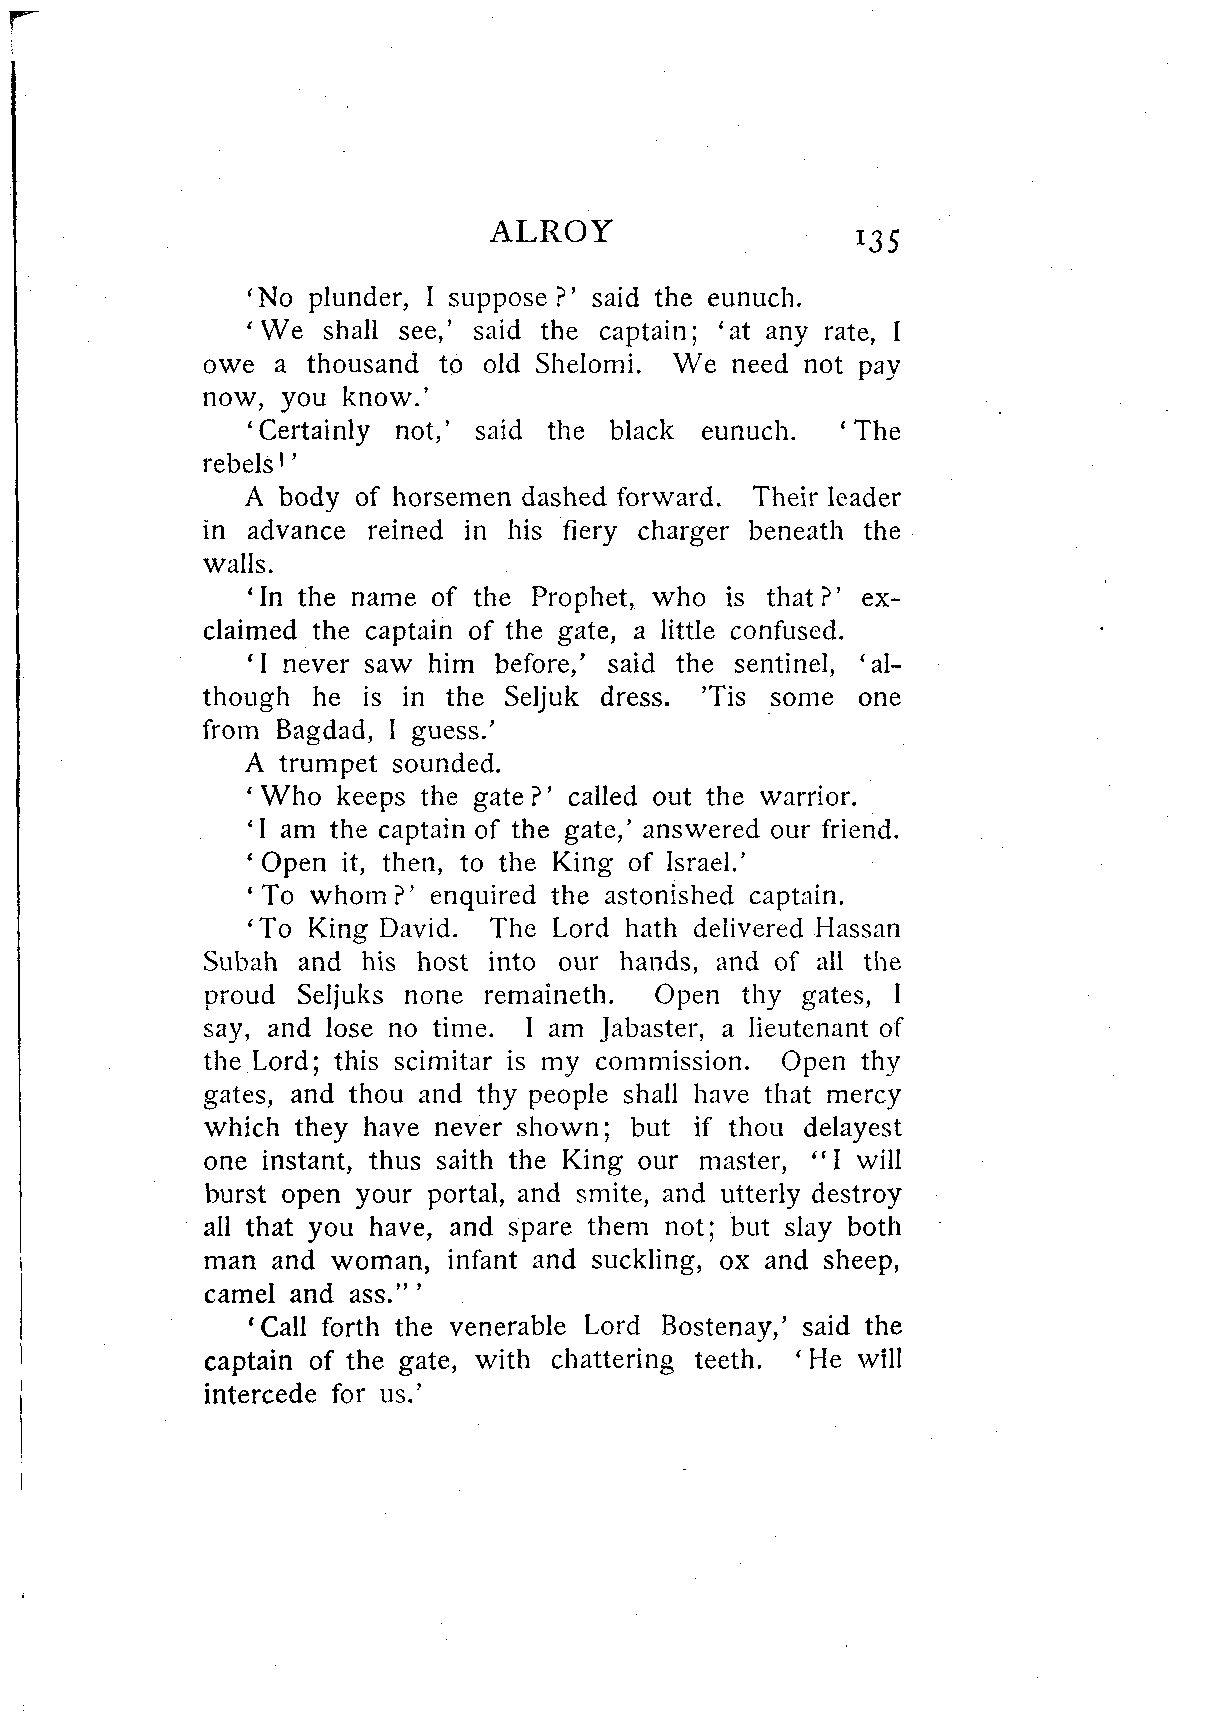 ALROY 135
‘No plunder, I suppose?’ said the eunuch.
‘We shall see,’ said the captain; ‘at any rate, I
owe a thousand to old Shelomi. We need not pay
now, you know.’
‘Certainly not,’ said the black eunuch. ‘The
rebels!’
A body of horsemen dashed forward. Their leader
in advance reined in his fiery charger beneath the
walls.
‘In the name of the Prophet, who is that?’ ex-
claimed the captain of the gate, a little confused.
‘I never saw him before,’ said the sentinel, ‘al-
though he is in the Seljuk dress. ’Tis some one
from Bagdad, I guess.’
A trumpet sounded.
‘Who keeps the gate?’ called out the warrior.
‘I am the captain of the gate,’ answered our friend.
‘Open it, then, to the King of Israel.’
‘To whom?’ enquired the astonished captain.
‘To King David. The Lord hath delivered Hassan
Subah and his host into our hands, and of all the
proud Seljuks none remaineth. Open thy gates, I
say, and lose no time. I am Jabaster, a lieutenant of
the Lord; this scimitar is my commission. Open thy
gates, and thou and thy people shall have that mercy
which they have never shown; but if thou delayest
one instant, thus saith the King our master, “I will
burst open your portal, and smite, and utterly destroy
all that you have, and spare them not; but slay both
man and woman, infant and suckling, ox and sheep,
camel and ass.”’
‘Call forth the venerable Lord Bostenay,’ said the
captain of the gate, with chattering teeth. ‘He will
intercede for us.’